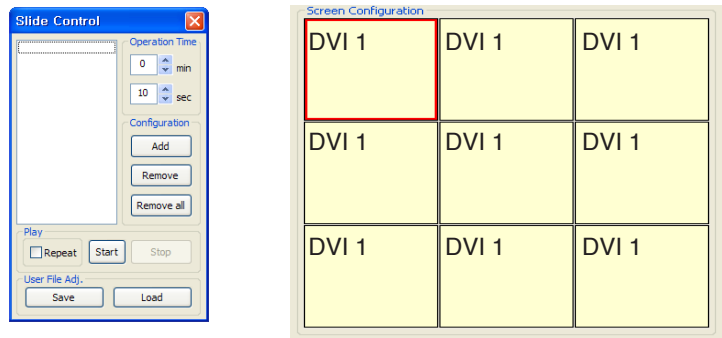 Slide Control
Operation Time
0 min
10 sec
Configuration
Add
Remove
Remove all
Play
Repeat Start Stop
User File Adj.
Save Load
Screen Configuration
DVI 1 DVI 1 DVI 1
DVI 1 DVI 1 DVI 1
DVI 1 DVI 1 DVI 1